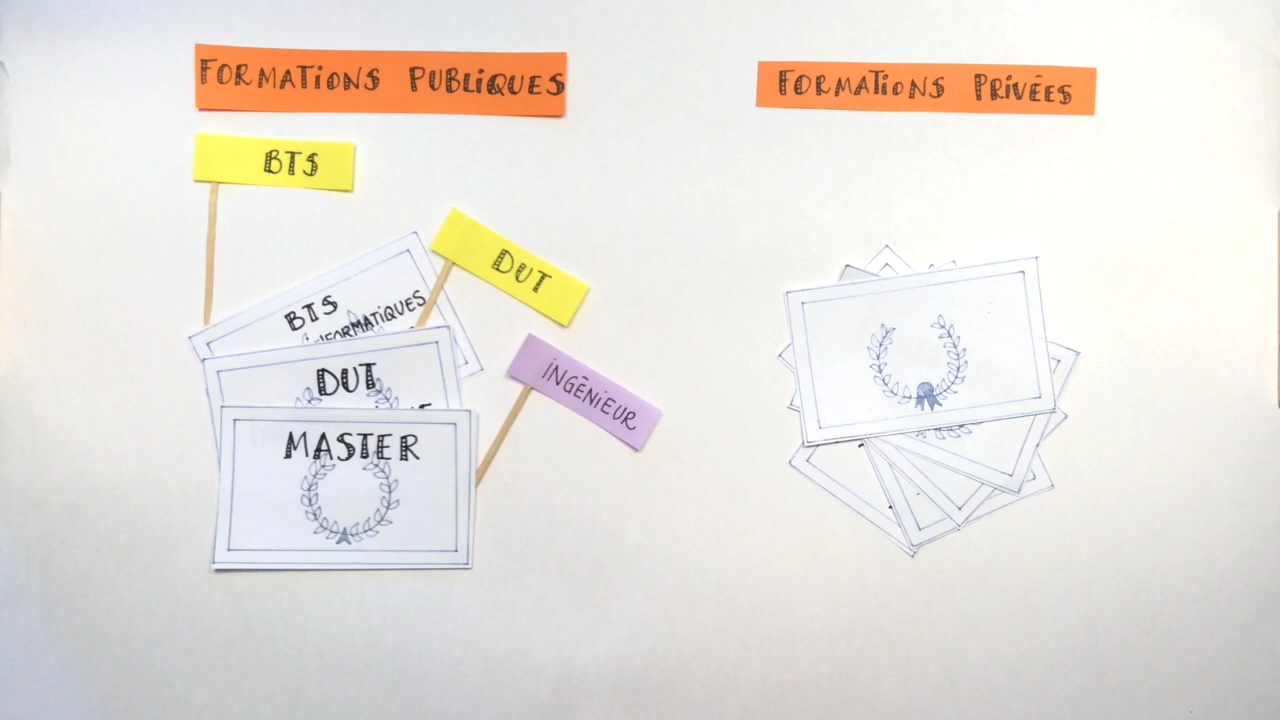 FORMATIONS PUBLIQUES
FORMATIONS PRIVÉES
BTS
DUT
BTS
INFORMATIQUES
INGÉNIEUR
DUT
MASTER